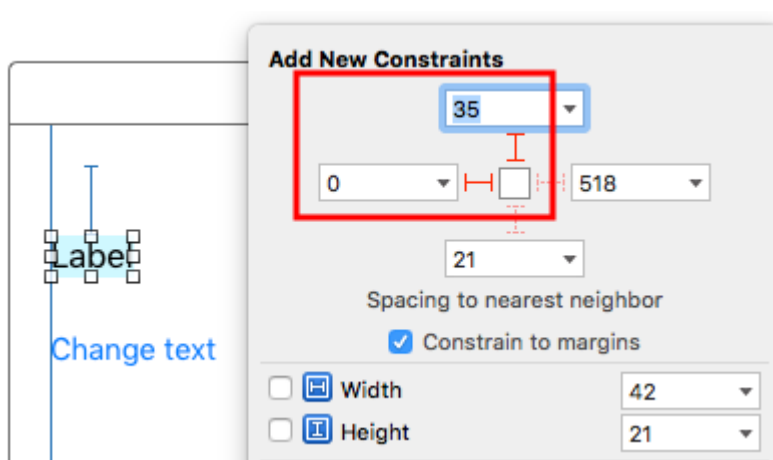 Add New Constraints
35
0
518
Label
21
Change text
Spacing to nearest neighbor
Constrain to margins
Width
42
Height
21